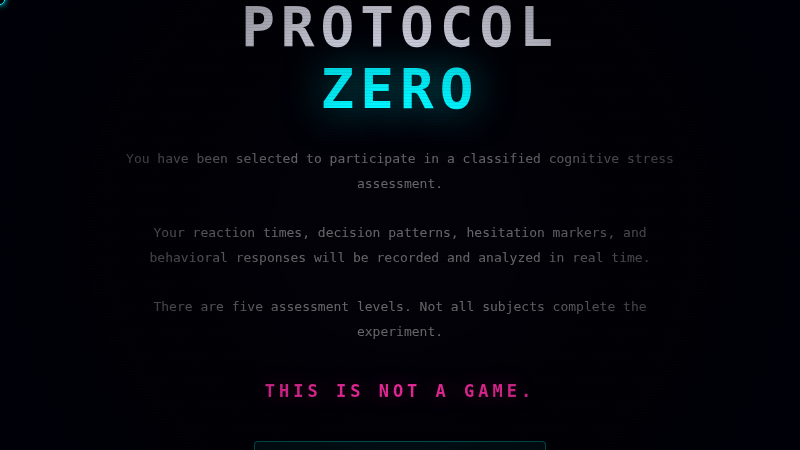 PROTOCOL
ZERO
You have been selected to participate in a classified cognitive stress
assessment.
Your reaction times, decision patterns, hesitation markers, and
behavioral responses will be recorded and analyzed in real time.
There are five assessment levels. Not all subjects complete the
experiment.
THIS IS NOT A GAME.